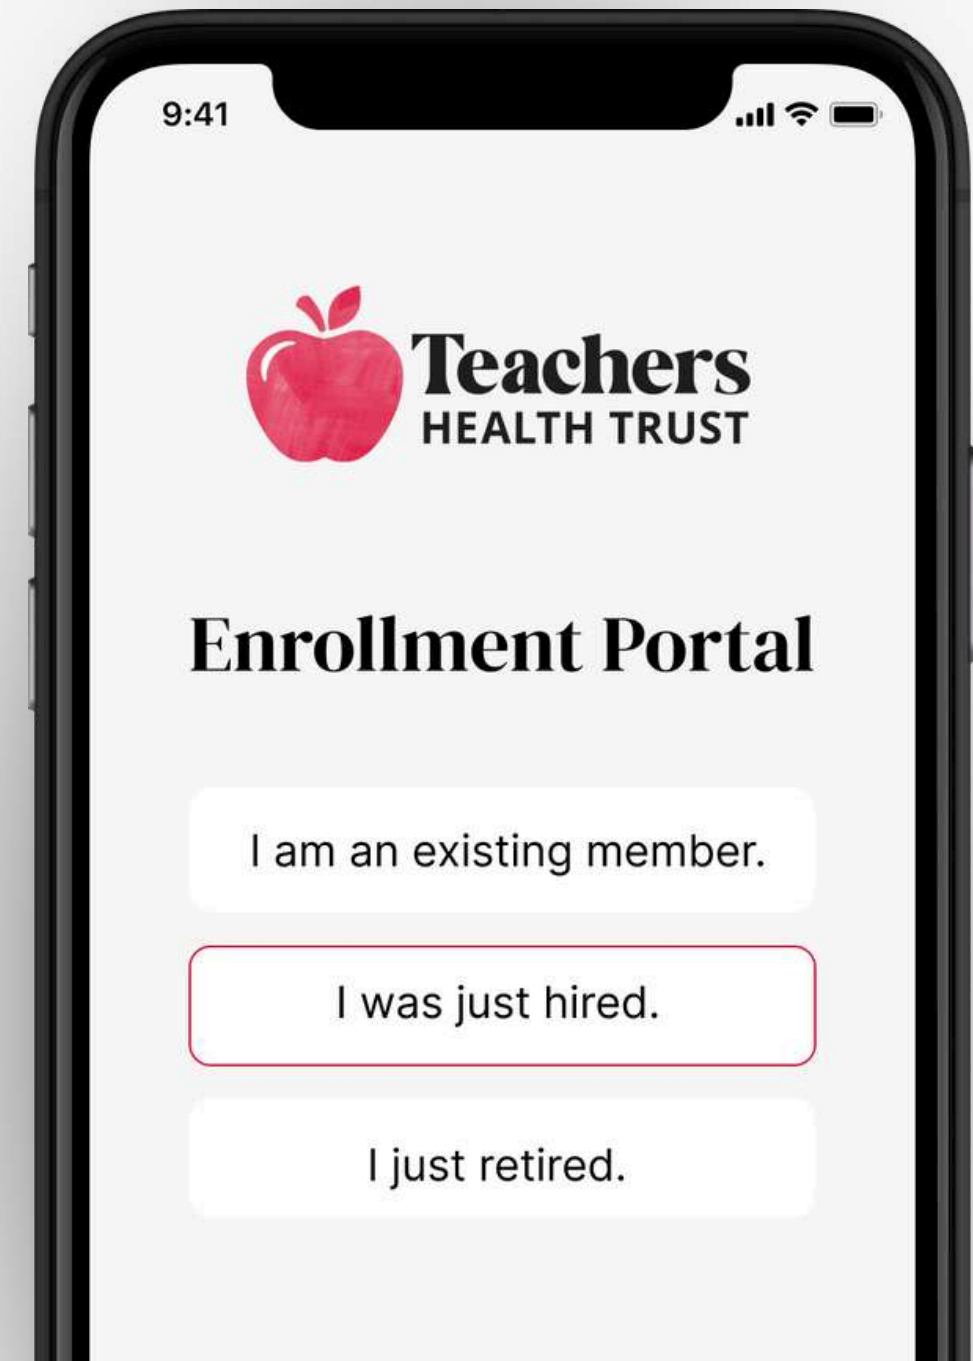 9:41
Teachers
HEALTH TRUST
Enrollment Portal
I am an existing member.
I was just hired.
I just retired.